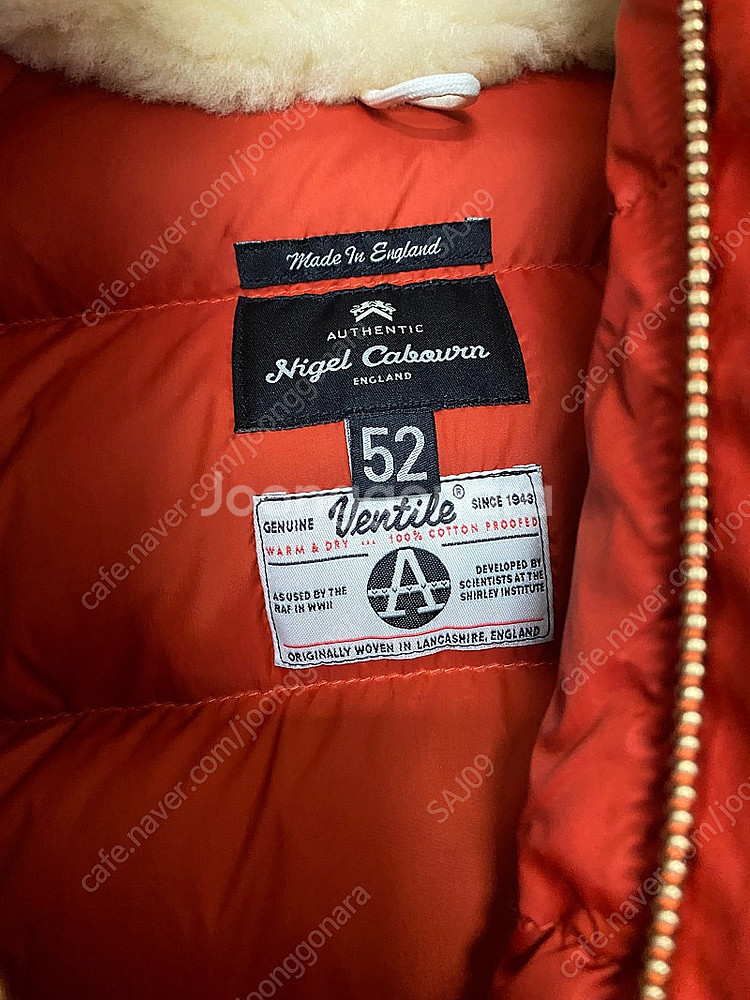 Made In England
AUTHENTIC
Nigel Cabourn
ENGLAND
52
GENUINE Ventile® SINCE 1943
WARM & DRY ... 100% COTTON PROOFED
AS USED BY THE
RAF IN WWII
A
DEVELOPED BY
SCIENTISTS AT THE
SHIRLEY INSTITUTE
ORIGINALLY WOVEN IN LANCASHIRE, ENGLAND
Joonggonara
cafe.naver.com/joonggonara
SAJ09